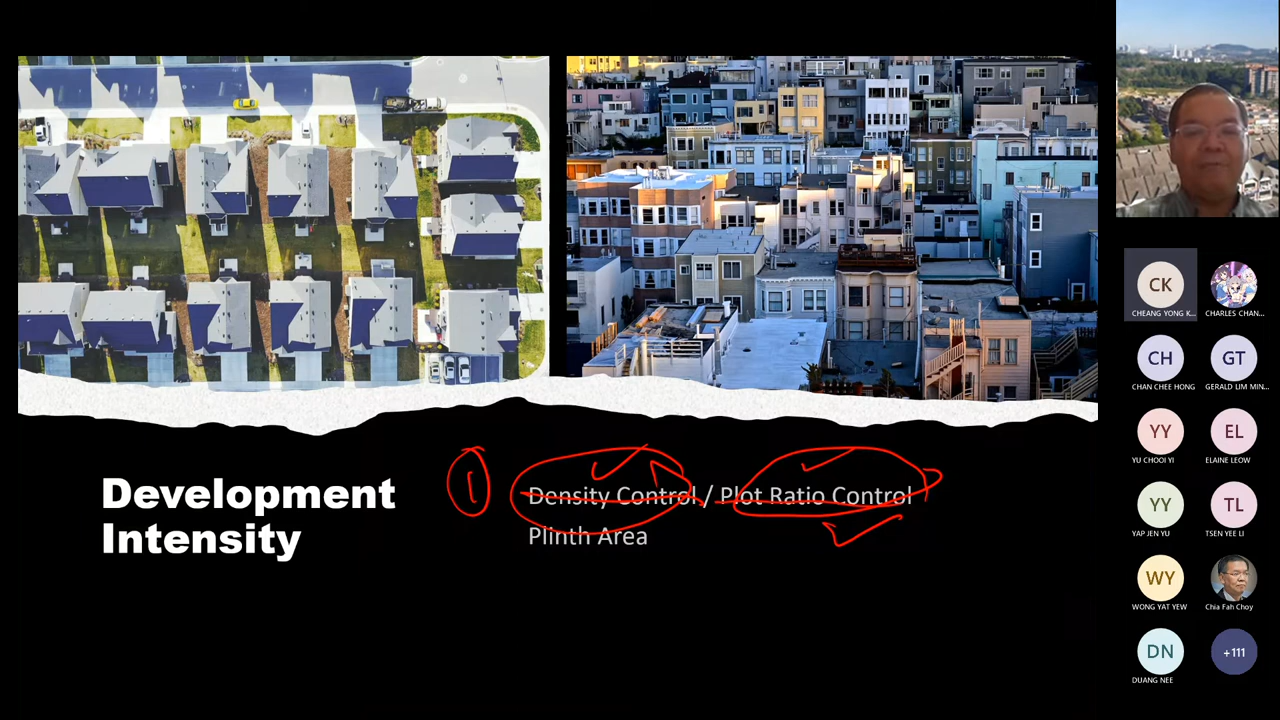 Development
Intensity
1
Density Control / Plot Ratio Control
Plinth Area
CK
CHEANG YONG K...
CHARLES CHAN...
CH
CHAN CHEE HONG
GT
GERALD LIM MIN...
YY
YU CHOOI YI
EL
ELAINE LEOW
YY
YAP JEN YU
TL
TSEN YEE LI
WY
WONG YAT YEW
Chia Fah Choy
DN
DUANG NEE
+111